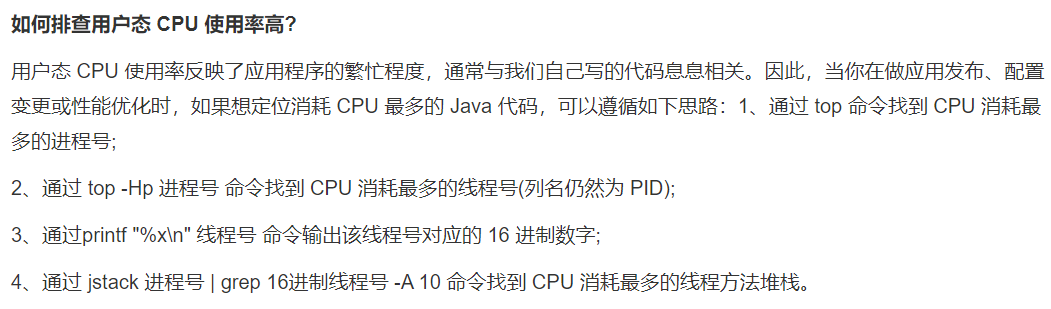 如何排查用户态 CPU 使用率高?
用户态 CPU 使用率反映了应用程序的繁忙程度，通常与我们自己写的代码息息相关。因此，当你在做应用发布、配置
变更或性能优化时，如果想定位消耗 CPU 最多的 Java 代码，可以遵循如下思路：1、通过 top 命令找到 CPU 消耗最
多的进程号;
2、通过 top -Hp 进程号 命令找到 CPU 消耗最多的线程号(列名仍然为 PID);
3、通过printf "%x\n" 线程号 命令输出该线程号对应的 16 进制数字;
4、通过 jstack 进程号 | grep 16进制线程号 -A 10 命令找到 CPU 消耗最多的线程方法堆栈。